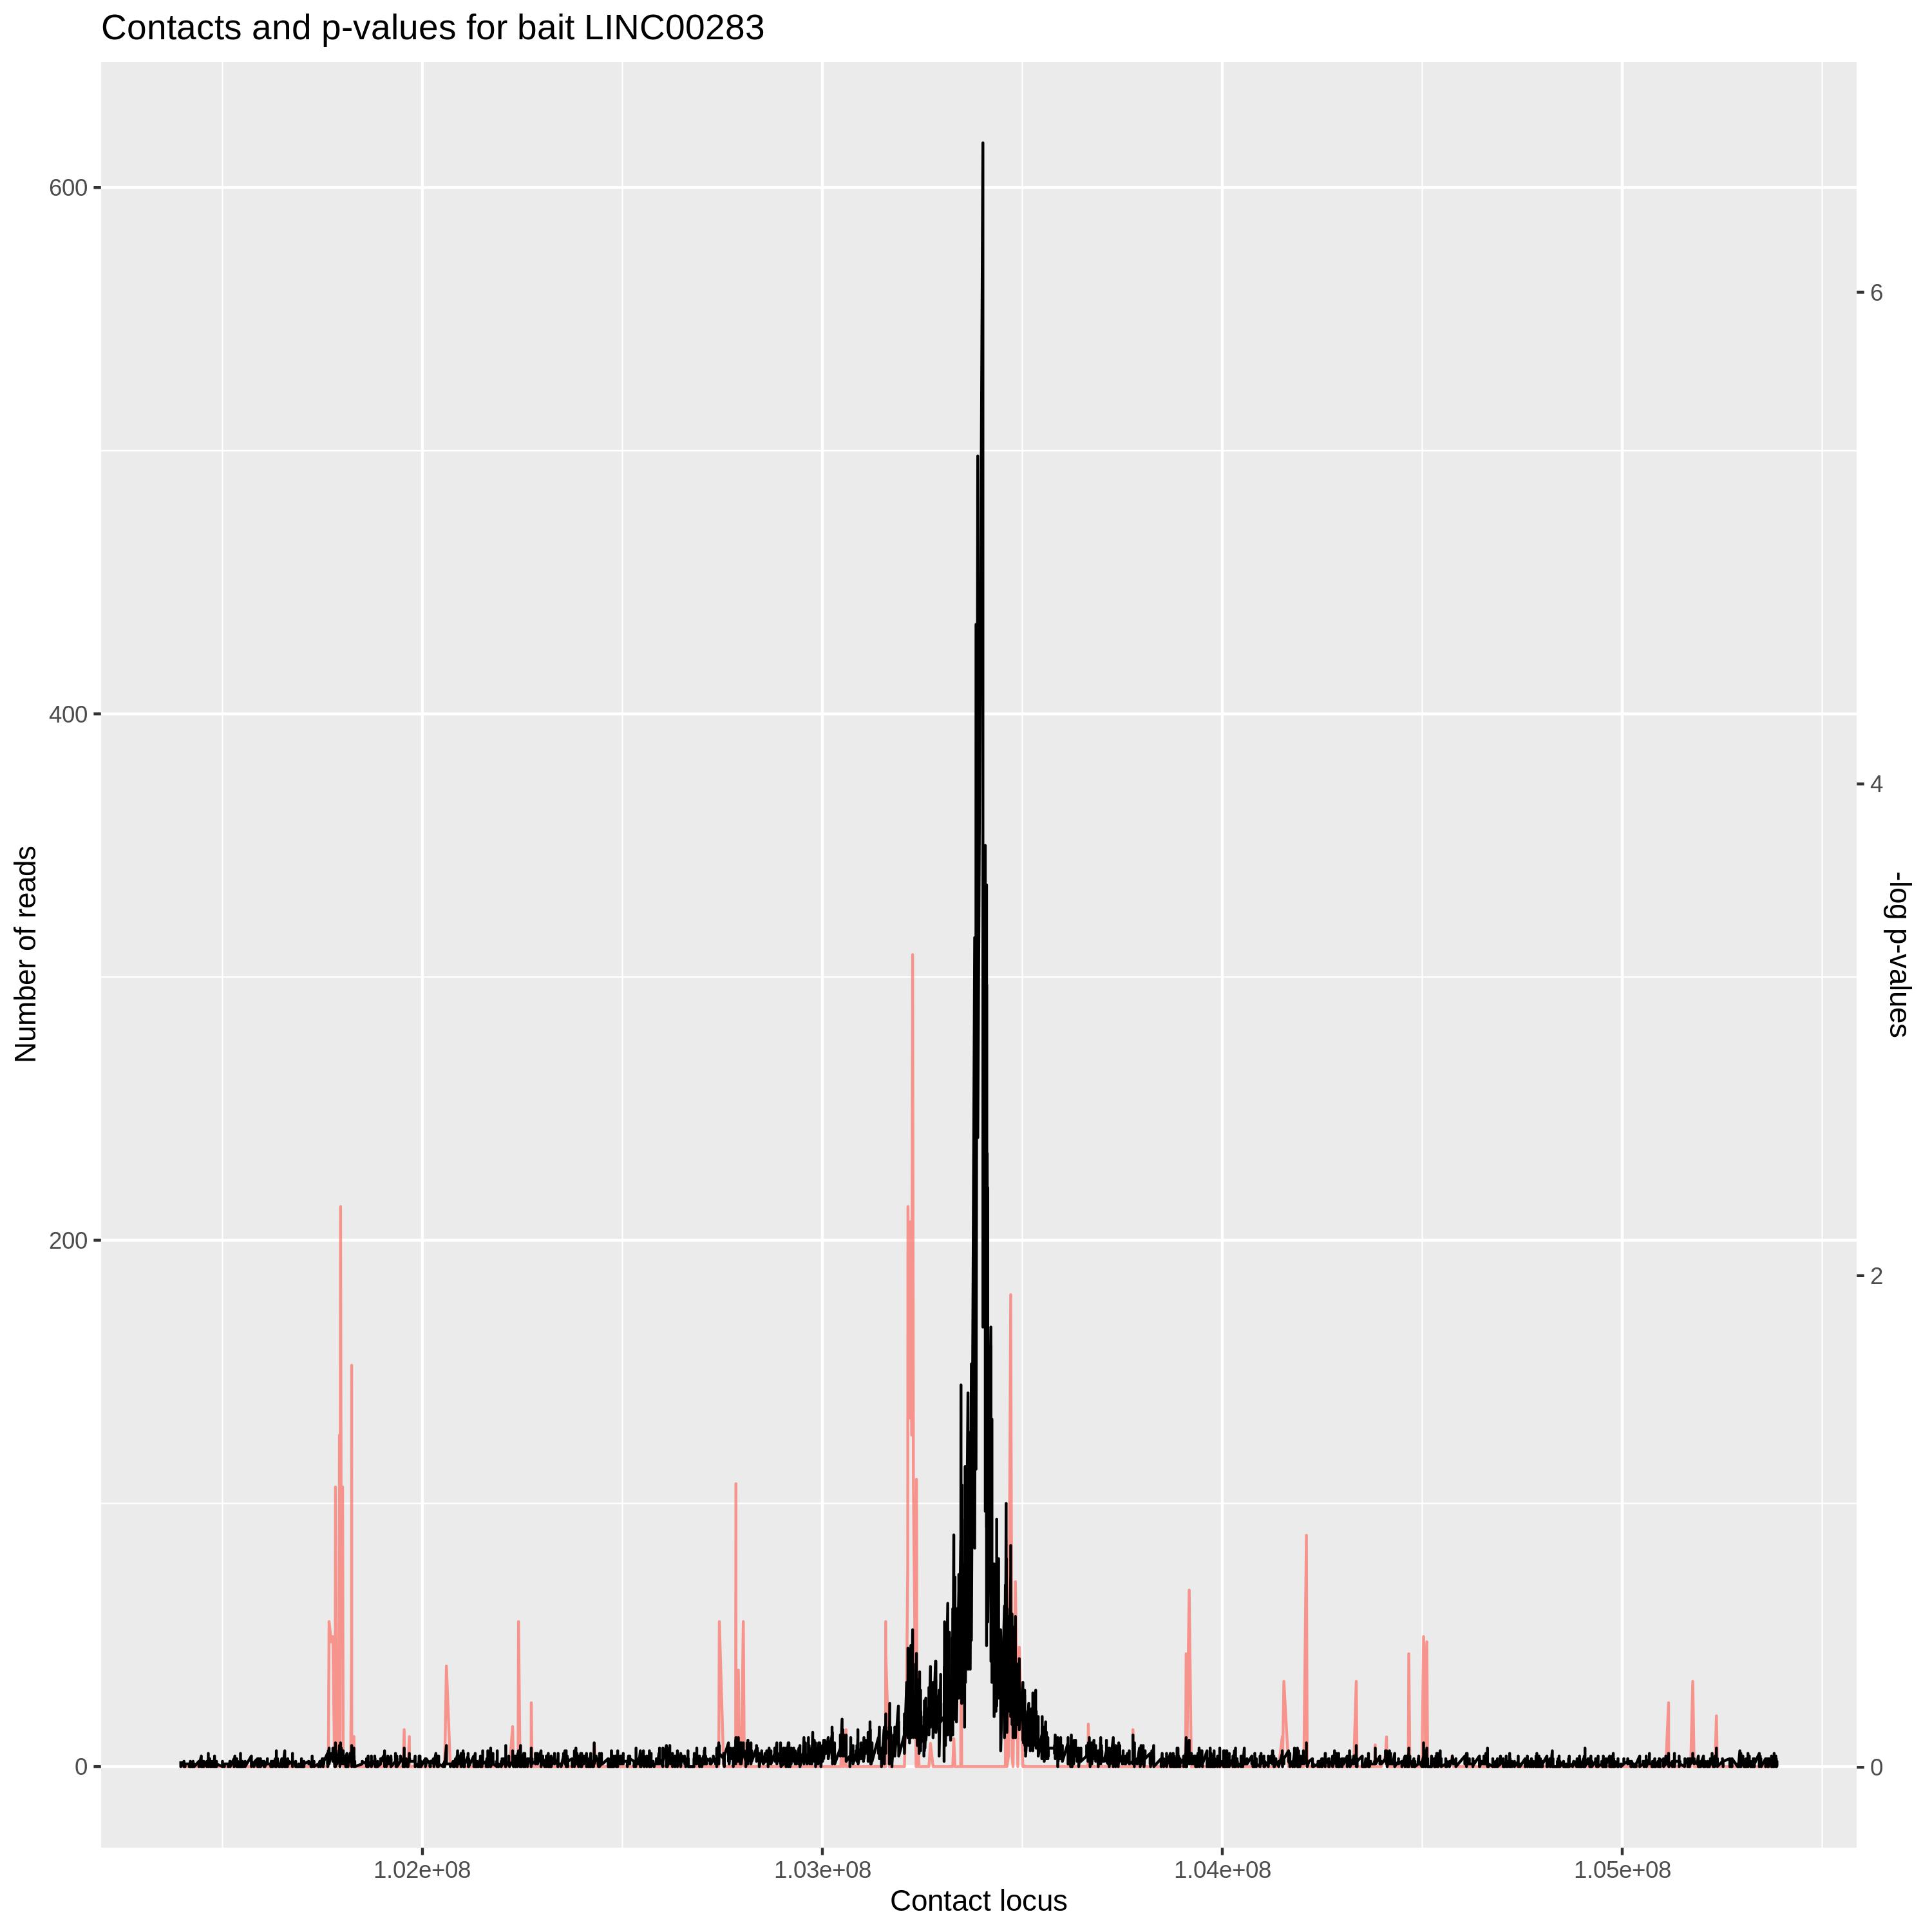 Contacts and p-values for bait LINC00283
Number of reads
600
400
200
0
6
4
2
0
-log p-values
1.02e+08
1.03e+08
1.04e+08
1.05e+08
Contact locus